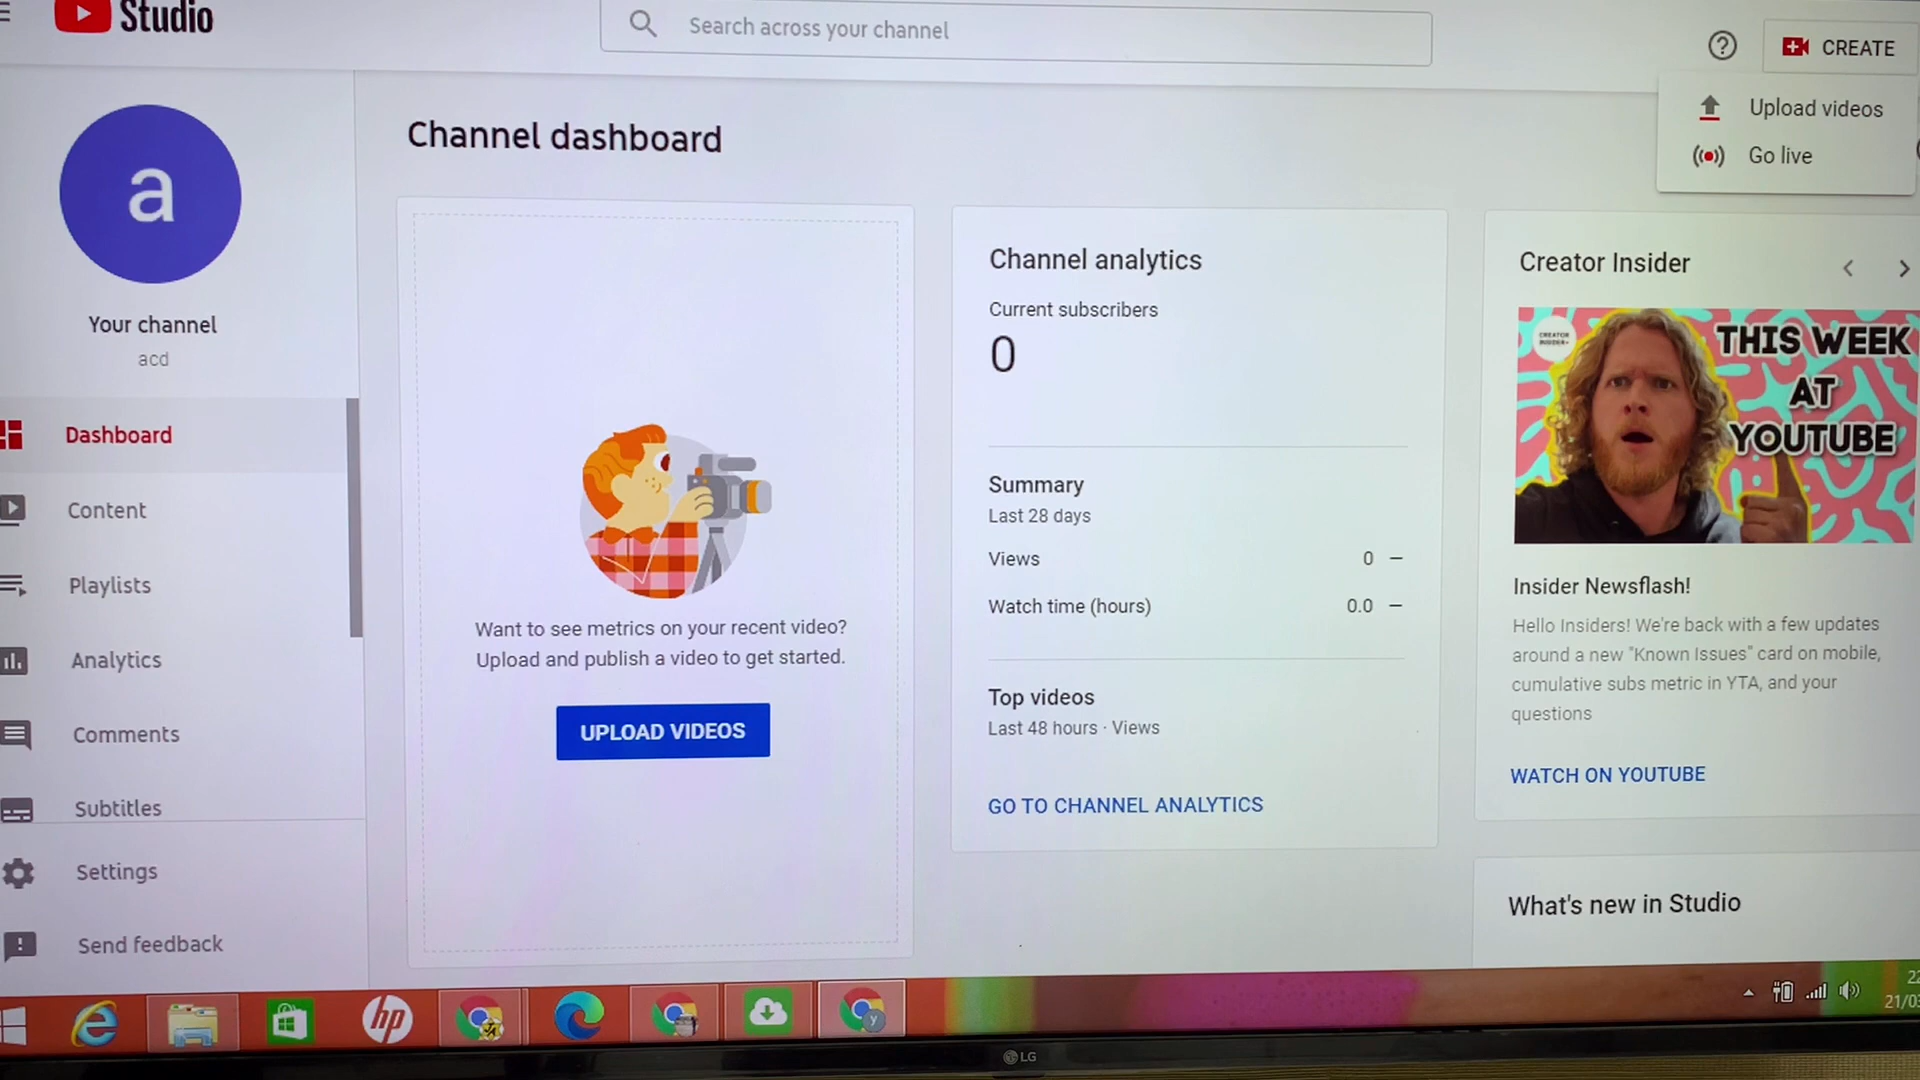 Studio
Search across your channel
CREATE
Upload videos
Go live
a
Your channel
acd
Dashboard
Content
Playlists
Analytics
Comments
Subtitles
Settings
Send feedback
Channel dashboard
Want to see metrics on your recent video?
Upload and publish a video to get started.
UPLOAD VIDEOS
Channel analytics
Current subscribers
0
Summary
Last 28 days
Views 0 –
Watch time (hours) 0.0 –
Top videos
Last 48 hours · Views
GO TO CHANNEL ANALYTICS
Creator Insider
CREATOR
INSIDER
THIS WEEK
AT
YOUTUBE
Insider Newsflash!
Hello Insiders! We're back with a few updates
around a new "Known Issues" card on mobile,
cumulative subs metric in YTA, and your
questions
WATCH ON YOUTUBE
What's new in Studio
hp
y
LG